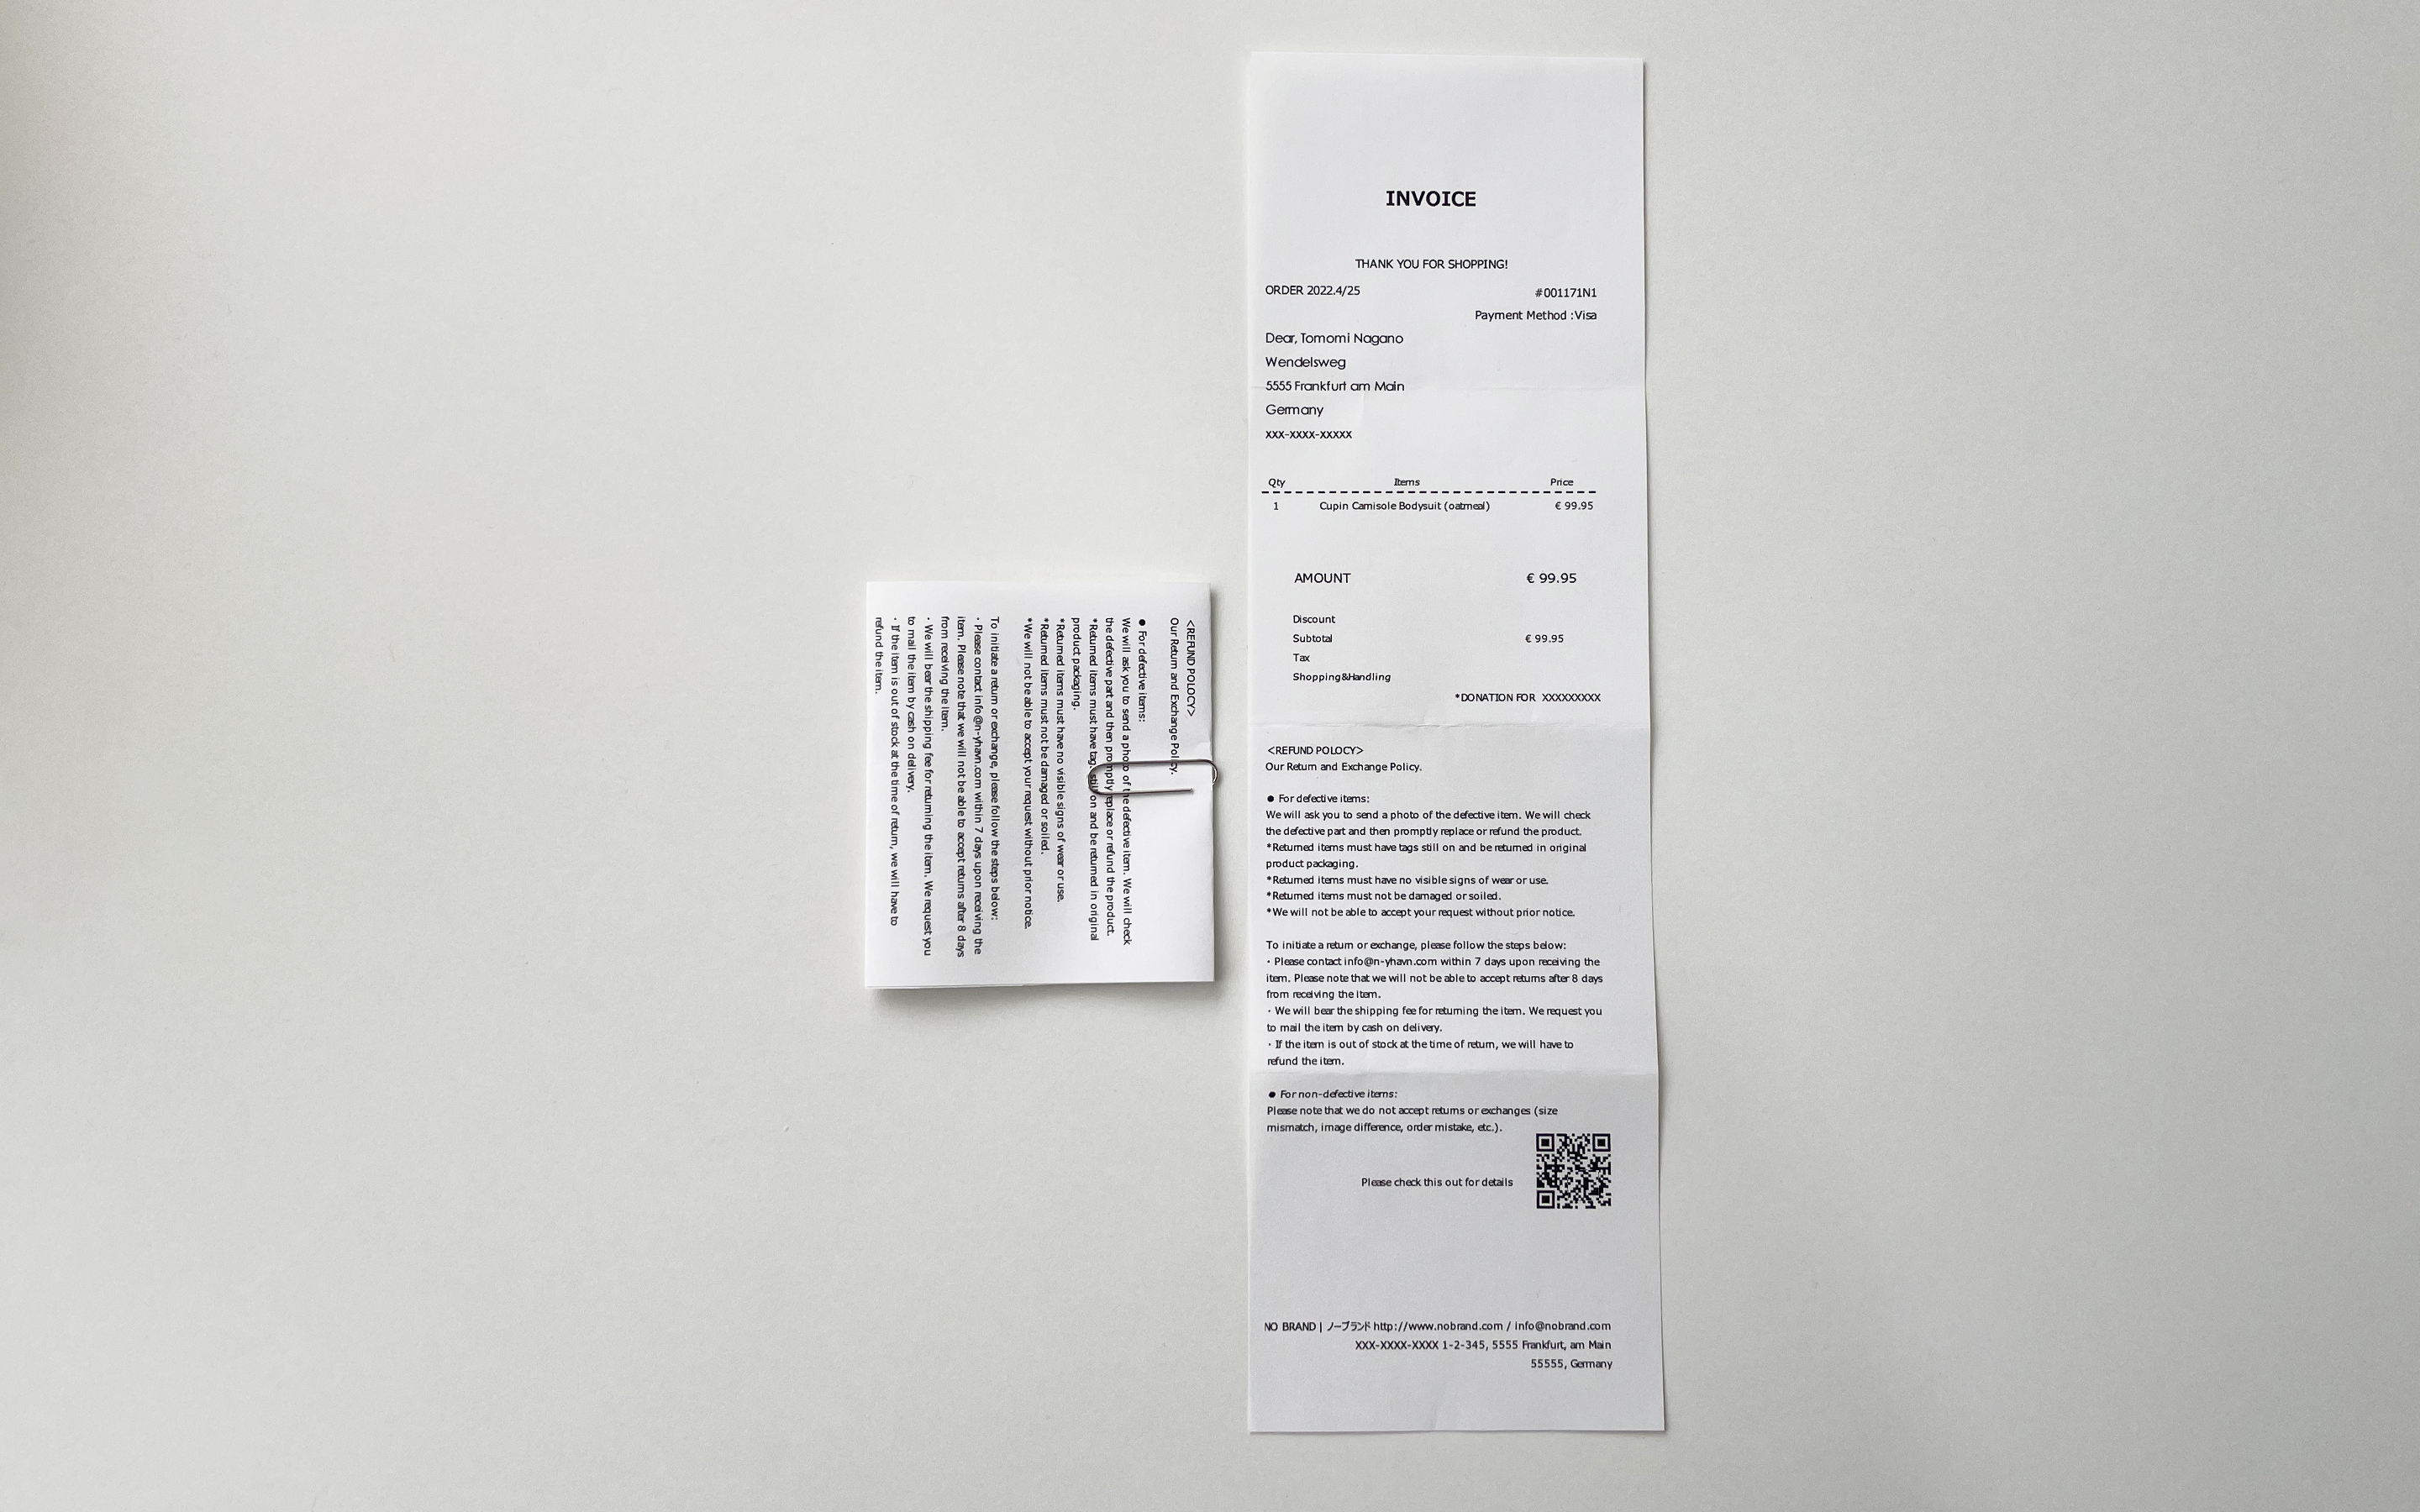 <REFUND POLOCY>
Our Return and Exchange Policy.
● For defective items:
We will ask you to send a photo of the defective item. We will check
the defective part and then promptly replace or refund the product.
*Returned items must have tags still on and be returned in original
product packaging.
*Returned items must have no visible signs of wear or use.
*Returned items must not be damaged or soiled.
*We will not be able to accept your request without prior notice.
To initiate a return or exchange, please follow the steps below:
・Please contact info@n-yhavn.com within 7 days upon receiving the
item. Please note that we will not be able to accept returns after 8 days
from receiving the item.
・We will bear the shipping fee for returning the item. We request you
to mail the item by cash on delivery.
・If the item is out of stock at the time of return, we will have to
refund the item.
INVOICE
THANK YOU FOR SHOPPING!
ORDER 2022.4/25 #001171N1
Payment Method :Visa
Dear, Tomomi Nagano
Wendelsweg
5555 Frankfurt am Main
Germany
xxx-xxxx-xxxxx
Qty Items Price
1 Cupin Camisole Bodysuit (oatmeal) € 99.95
AMOUNT € 99.95
Discount
Subtotal € 99.95
Tax
Shopping&Handling
*DONATION FOR XXXXXXXXX
<REFUND POLOCY>
Our Return and Exchange Policy.
● For defective items:
We will ask you to send a photo of the defective item. We will check
the defective part and then promptly replace or refund the product.
*Returned items must have tags still on and be returned in original
product packaging.
*Returned items must have no visible signs of wear or use.
*Returned items must not be damaged or soiled.
*We will not be able to accept your request without prior notice.
To initiate a return or exchange, please follow the steps below:
・Please contact info@n-yhavn.com within 7 days upon receiving the
item. Please note that we will not be able to accept returns after 8 days
from receiving the item.
・We will bear the shipping fee for returning the item. We request you
to mail the item by cash on delivery.
・If the item is out of stock at the time of return, we will have to
refund the item.
● For non-defective items:
Please note that we do not accept returns or exchanges (size
mismatch, image difference, order mistake, etc.).
Please check this out for details
NO BRAND | ノーブランド http://www.nobrand.com / info@nobrand.com
XXX-XXXX-XXXX 1-2-345, 5555 Frankfurt, am Main
55555, Germany